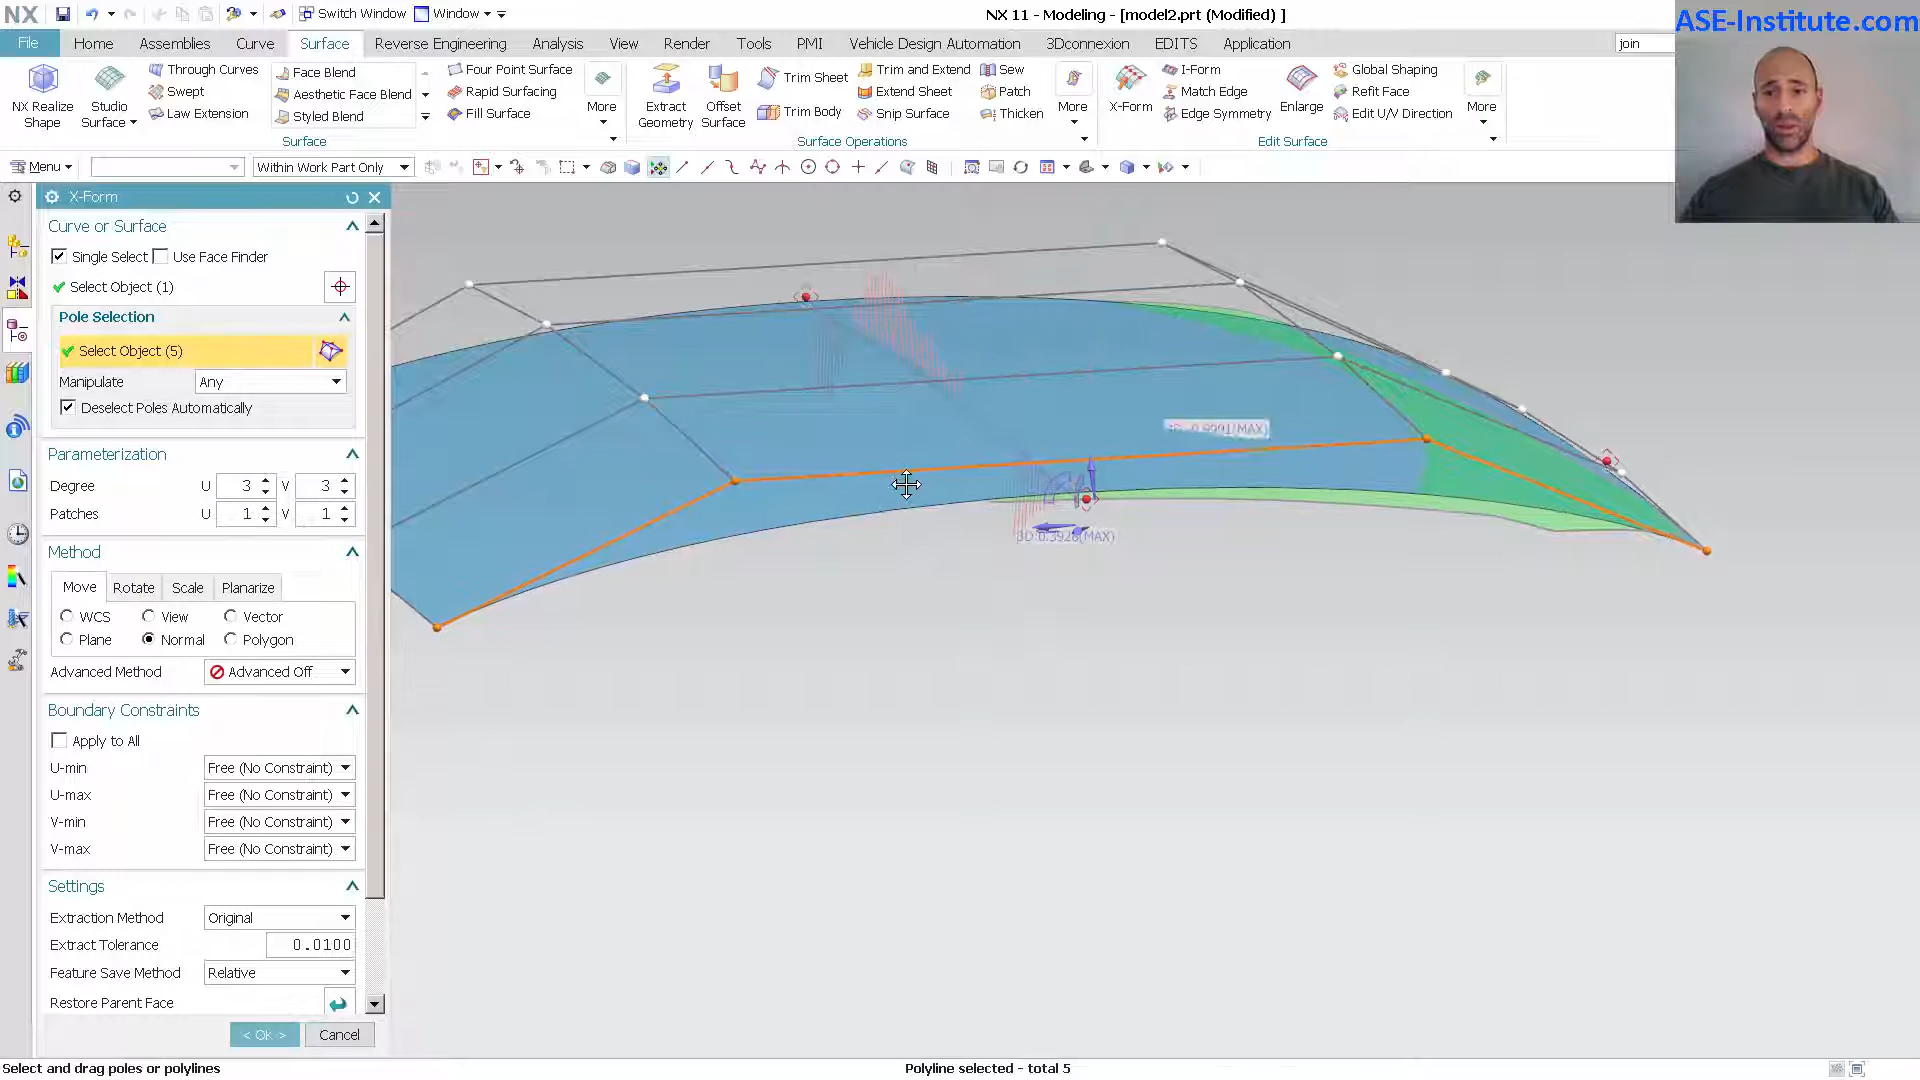 NX
Switch Window
Window
NX 11 - Modeling - [model2.prt (Modified) ]
ASE-Institute.com
File
Home
Assemblies
Curve
Surface
Reverse Engineering
Analysis
View
Render
Tools
PMI
Vehicle Design Automation
3Dconnexion
EDITS
Application
join
NX Realize Shape
Studio Surface
Through Curves
Swept
Law Extension
Face Blend
Aesthetic Face Blend
Styled Blend
Four Point Surface
Rapid Surfacing
Fill Surface
More
Surface
Extract Geometry
Offset Surface
Trim Sheet
Trim Body
Trim and Extend
Extend Sheet
Snip Surface
Sew
Patch
Thicken
More
Surface Operations
X-Form
I-Form
Match Edge
Edge Symmetry
Enlarge
Global Shaping
Refit Face
Edit U/V Direction
More
Edit Surface
Menu
Within Work Part Only
X-Form
Curve or Surface
Single Select
Use Face Finder
Select Object (1)
Pole Selection
Select Object (5)
Manipulate
Any
Deselect Poles Automatically
Parameterization
Degree U 3 V 3
Patches U 1 V 1
Method
Move Rotate Scale Planarize
WCS View Vector
Plane Normal Polygon
Advanced Method Advanced Off
Boundary Constraints
Apply to All
U-min Free (No Constraint)
U-max Free (No Constraint)
V-min Free (No Constraint)
V-max Free (No Constraint)
Settings
Extraction Method Original
Extract Tolerance 0.0100
Feature Save Method Relative
Restore Parent Face
< Ok > Cancel
3D:0.3928(MAX)
Select and drag poles or polylines
Polyline selected - total 5